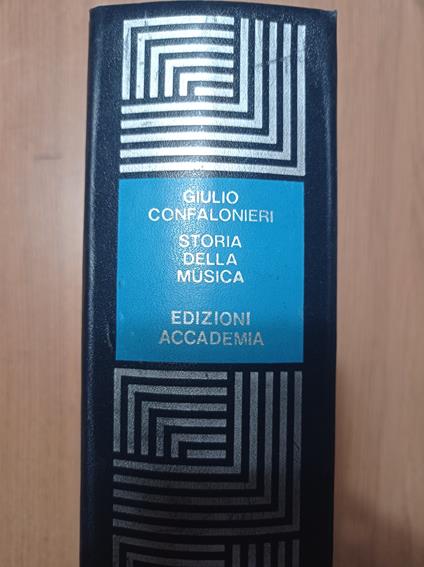 GIULIO
CONFALONIERI
STORIA
DELLA
MUSICA
EDIZIONI
ACCADEMIA